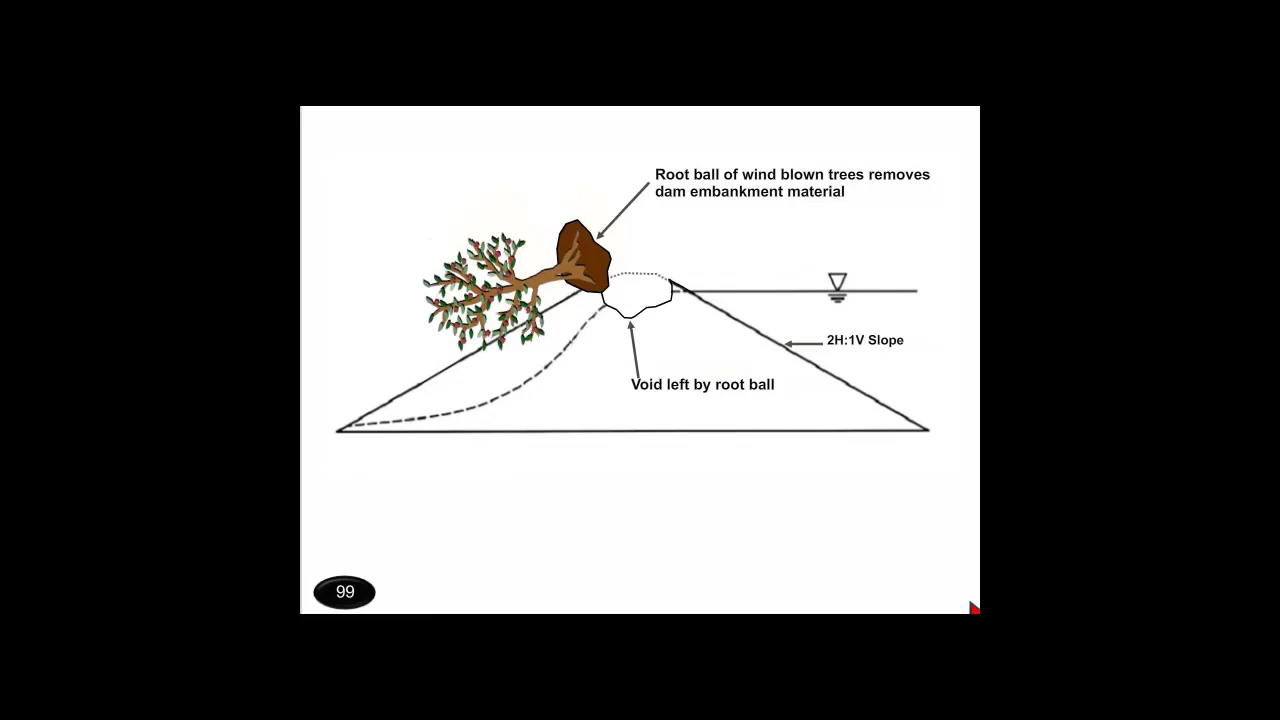 Root ball of wind blown trees removes
dam embankment material
2H:1V Slope
Void left by root ball
99